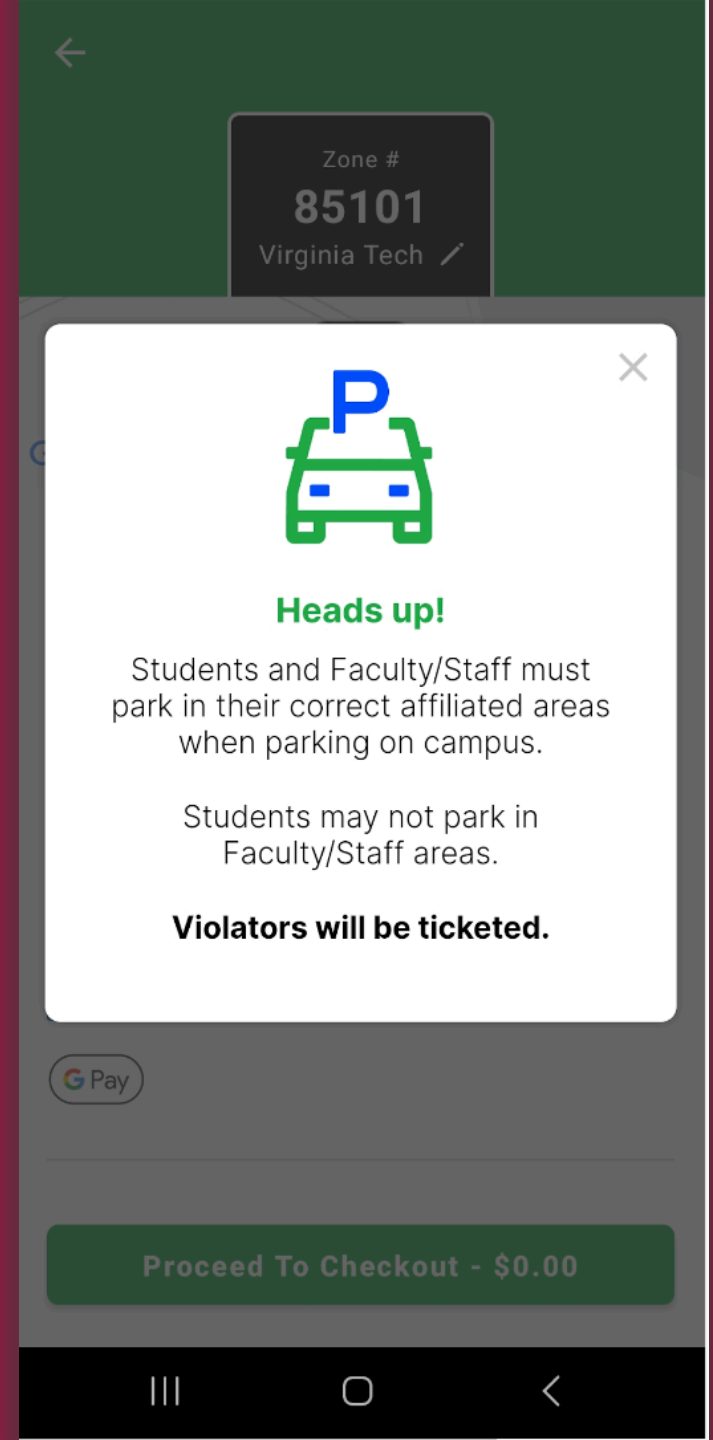 Zone #
85101
Virginia Tech
P
Heads up!
Students and Faculty/Staff must
park in their correct affiliated areas
when parking on campus.
Students may not park in
Faculty/Staff areas.
Violators will be ticketed.
G Pay
Proceed To Checkout - $0.00